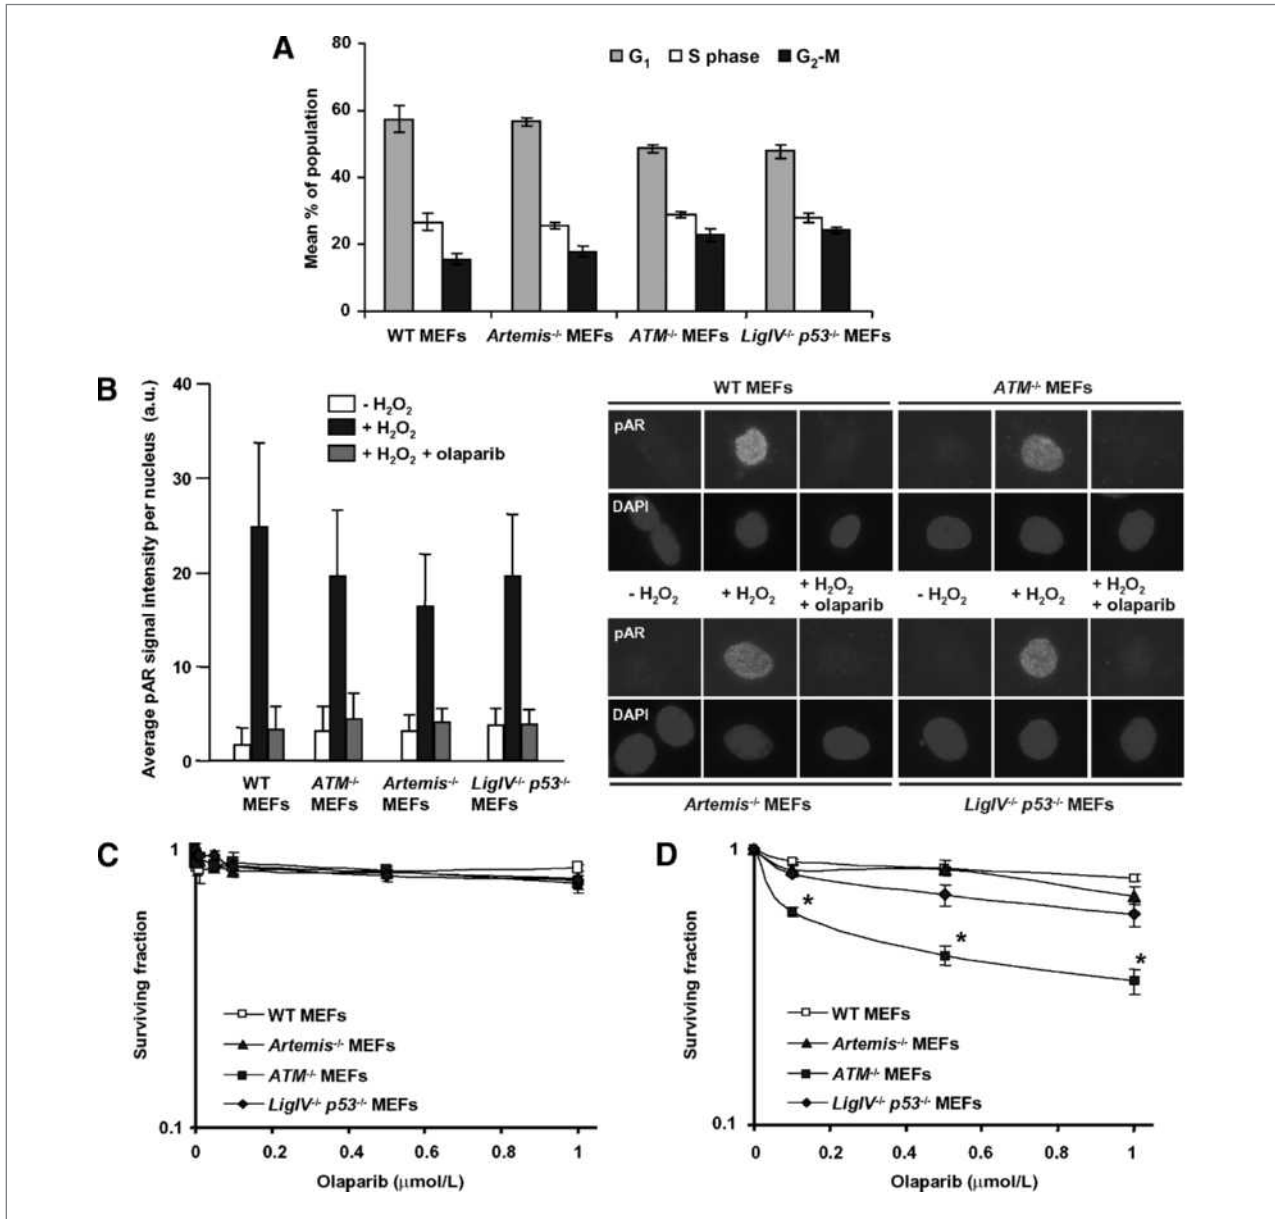 A
80
60
40
20
0
Mean % of population
G1 S phase G2-M
WT MEFs Artemis-/- MEFs ATM-/- MEFs LigIV-/- p53-/- MEFs
B
40
30
20
10
0
Average pAR signal intensity per nucleus (a.u.)
- H2O2
+ H2O2
+ H2O2 + olaparib
WT MEFs
ATM-/- MEFs
Artemis-/- MEFs
LigIV-/- p53-/- MEFs
WT MEFs ATM-/- MEFs
pAR
DAPI
- H2O2 + H2O2 + H2O2 + olaparib - H2O2 + H2O2 + H2O2 + olaparib
pAR
DAPI
Artemis-/- MEFs LigIV-/- p53-/- MEFs
C
1
0.1
Surviving fraction
WT MEFs
Artemis-/- MEFs
ATM-/- MEFs
LigIV-/- p53-/- MEFs
0 0.2 0.4 0.6 0.8 1
Olaparib (μmol/L)
D
1
0.1
Surviving fraction
* * *
WT MEFs
Artemis-/- MEFs
ATM-/- MEFs
LigIV-/- p53-/- MEFs
0 0.2 0.4 0.6 0.8 1
Olaparib (μmol/L)